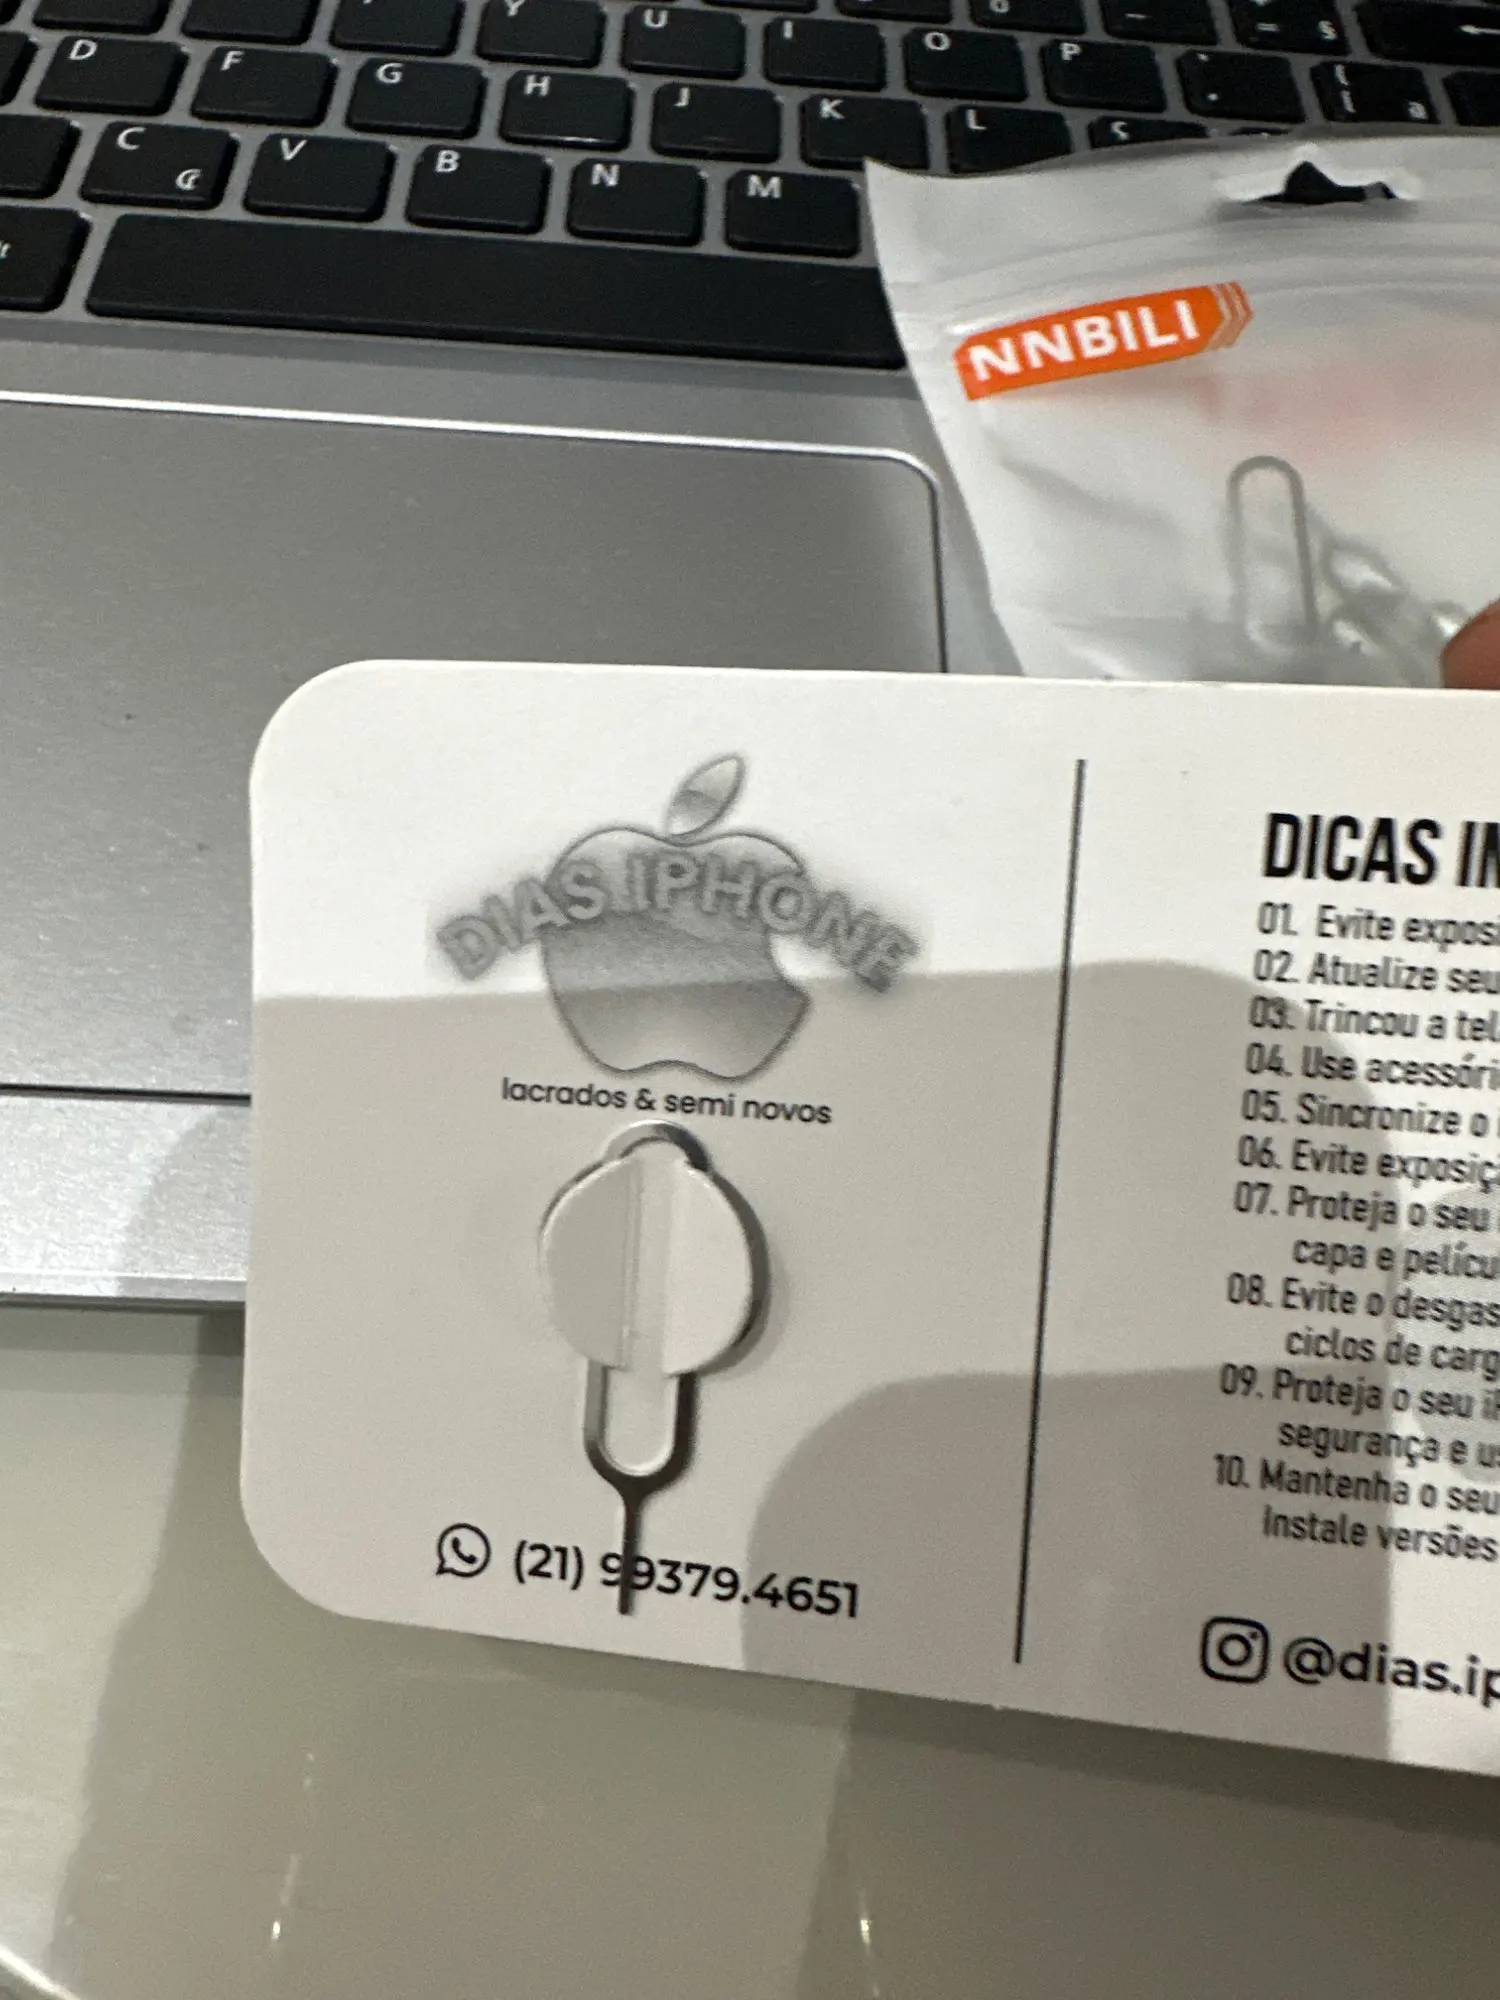 Y U I O P
D F G H J K L Ç
C V B N M
NNBILI
DIAS IPHONE
lacrados & semi novos
(21) 99379.4651
DICAS
01. Evite
02. Atualize seu
03. Trincou a
04. Use
05. Sincronize o
06. Evite
07. Proteja o seu
capa e
08. Evite o
ciclos de
09. Proteja o seu
segurança e
10. Mantenha o seu
Instale versões